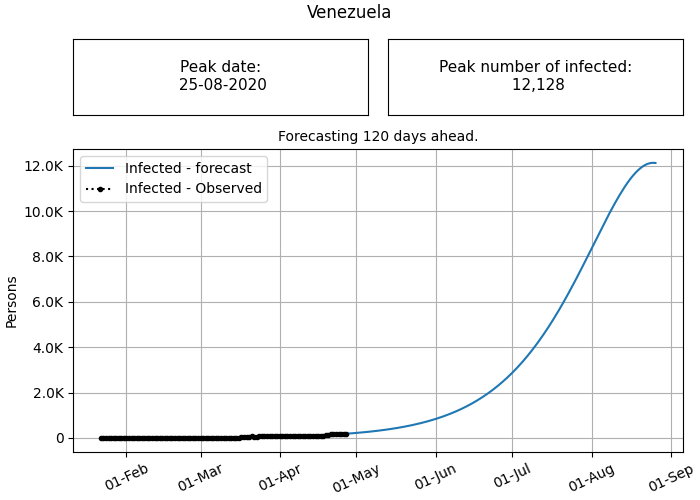 Venezuela
Peak date:
25-08-2020
Peak number of infected:
12,128
Forecasting 120 days ahead.
Infected - forecast
Infected - Observed
12.0K
10.0K
8.0K
6.0K
4.0K
2.0K
0
Persons
01-Feb
01-Mar
01-Apr
01-May
01-Jun
01-Jul
01-Aug
01-Sep